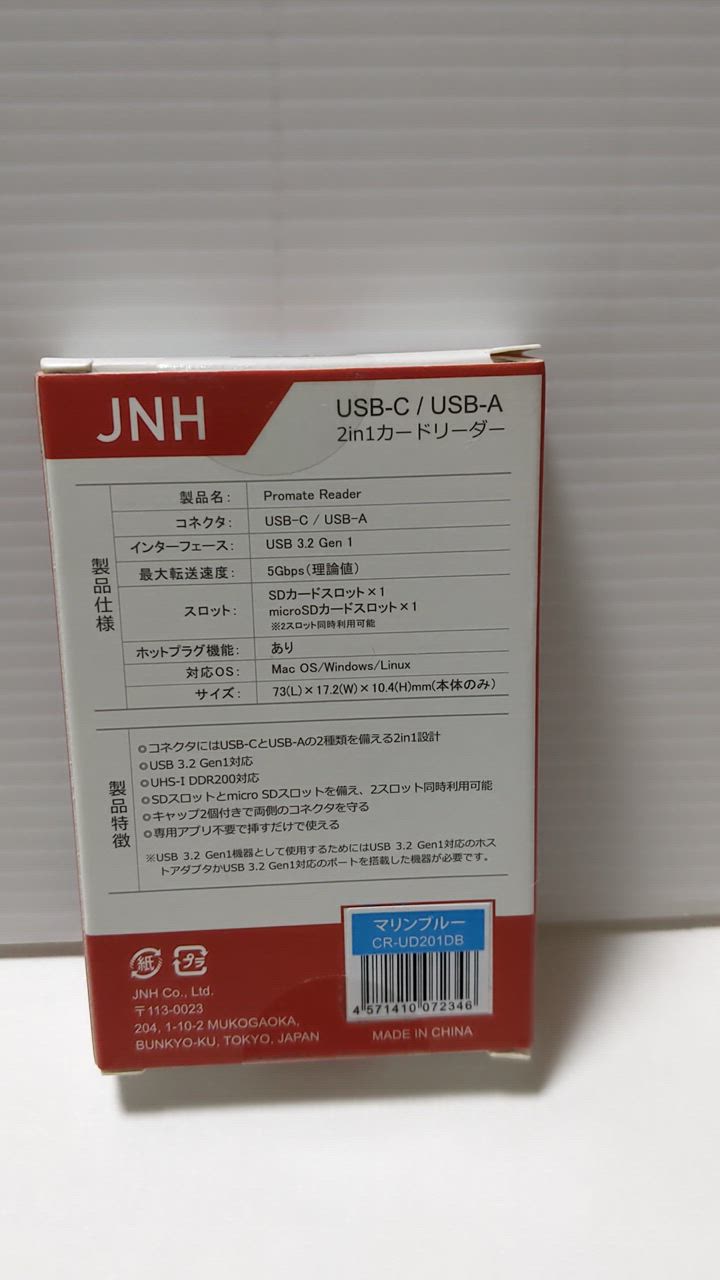 JNH
USB-C / USB-A
2in1カードリーダー
製品仕様
製品名: Promate Reader
コネクタ: USB-C / USB-A
インターフェース: USB 3.2 Gen 1
最大転送速度: 5Gbps(理論値)
スロット: SDカードスロット×1
microSDカードスロット×1
※2スロット同時利用可能
ホットプラグ機能: あり
対応OS: Mac OS/Windows/Linux
サイズ: 73(L)×17.2(W)×10.4(H)mm(本体のみ)
製品特徴
◎コネクタにはUSB-CとUSB-Aの2種類を備える2in1設計
◎USB 3.2 Gen1対応
◎UHS-I DDR200対応
◎SDスロットとmicro SDスロットを備え、2スロット同時利用可能
◎キャップ2個付きで両側のコネクタを守る
◎専用アプリ不要で挿すだけで使える
※USB 3.2 Gen1機器として使用するためにはUSB 3.2 Gen1対応のホス
トアダプタかUSB 3.2 Gen1対応のポートを搭載した機器が必要です。
マリンブルー
CR-UD201DB
4 571410 072346
紙 プラ
JNH Co., Ltd.
〒113-0023
204, 1-10-2 MUKOGAOKA,
BUNKYO-KU, TOKYO, JAPAN
MADE IN CHINA